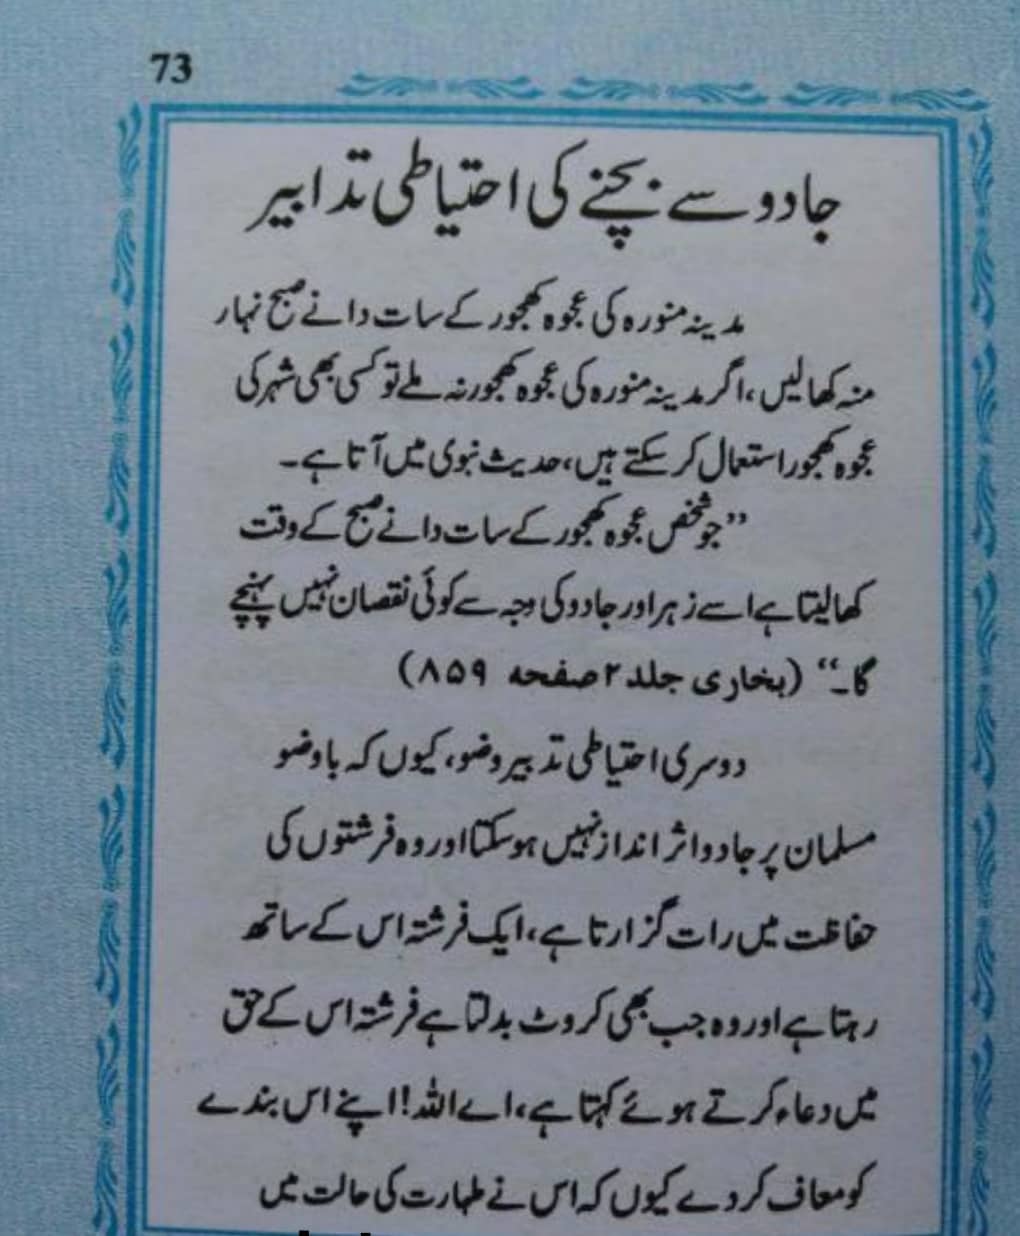 73
جادو سے بچنے کی احتیاطی تدابیر
مدینہ منورہ کی عجوہ کھجور کے سات دانے صبح نہار
منہ کھالیں، اگر مدینہ منورہ کی عجوہ کھجور نہ ملے تو کسی بھی شہر کی
عجوہ کھجور استعمال کر سکتے ہیں، حدیث نبوی میں آتا ہے۔
”جو شخص عجوہ کھجور کے سات دانے صبح کے وقت
کھالیتا ہے اسے زہر اور جادو کی وجہ سے کوئی نقصان نہیں پہنچے
گا۔“ (بخاری جلد ۲ صفحہ ۸۵۹)
دوسری احتیاطی تدبیر وضو، کیوں کہ باوضو
مسلمان پر جادو اثر انداز نہیں ہوسکتا اور وہ فرشتوں کی
حفاظت میں رات گزارتا ہے، ایک فرشتہ اس کے ساتھ
رہتا ہے اور وہ جب بھی کروٹ بدلتا ہے فرشتہ اس کے حق
میں دعاء کرتے ہوئے کہتا ہے، اے اللہ! اپنے اس بندے
کو معاف کردے کیوں کہ اس نے طہارت کی حالت میں